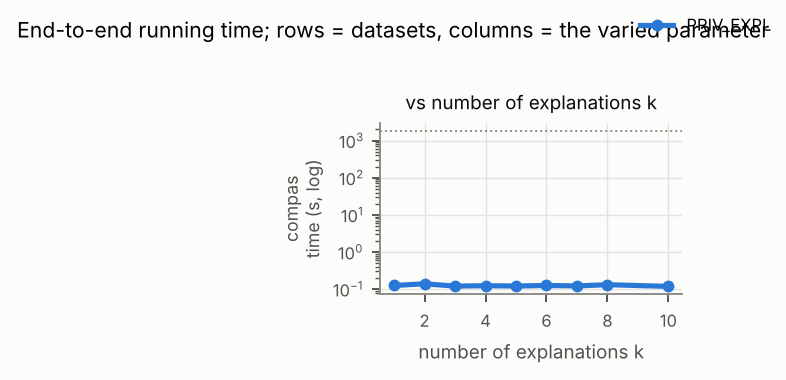 End-to-end running time; rows = datasets, columns = the varied parameter
PRIV_EXPL
vs number of explanations k
compas
time (s, log)
10³
10²
10¹
10⁰
10⁻¹
2 4 6 8 10
number of explanations k